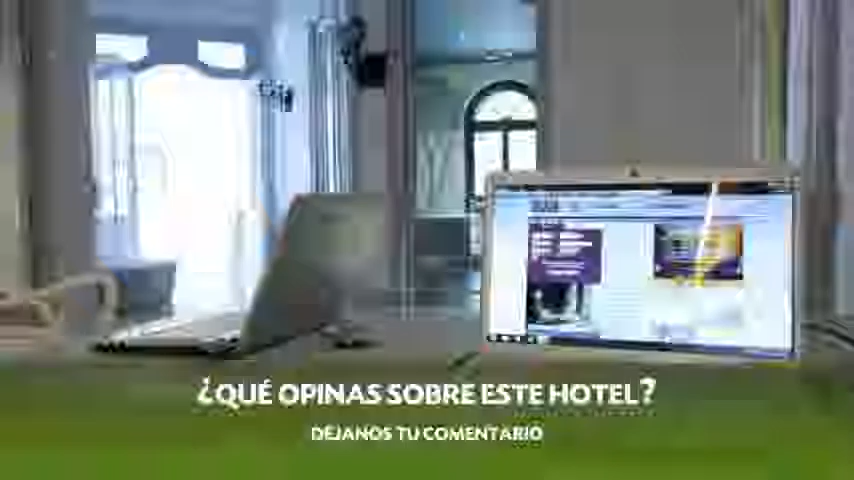 ¿QUÉ OPINAS SOBRE ESTE HOTEL?
DÉJANOS TU COMENTARIO